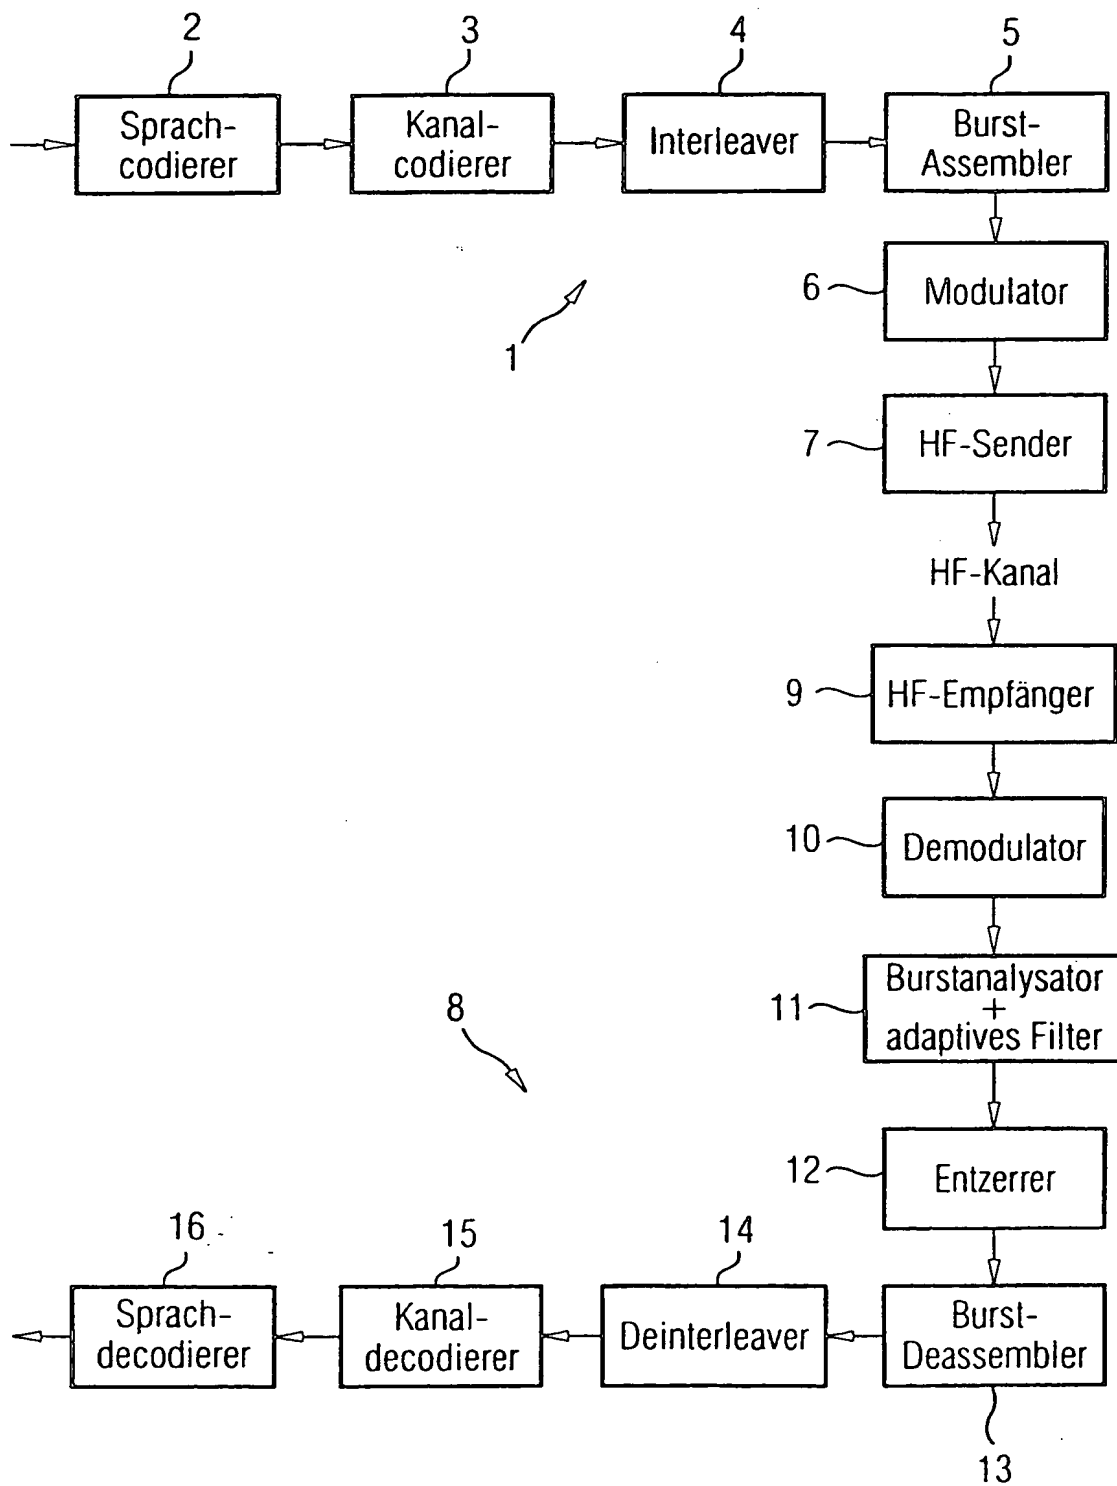 2
3
4
5
Sprach-
codierer
Kanal-
codierer
Interleaver
Burst-
Assembler
6
Modulator
1
7
HF-Sender
HF-Kanal
9
HF-Empfänger
10
Demodulator
8
11
Burstanalysator
+
adaptives Filter
12
Entzerrer
16
15
14
Sprach-
decodierer
Kanal-
decodierer
Deinterleaver
Burst-
Deassembler
13